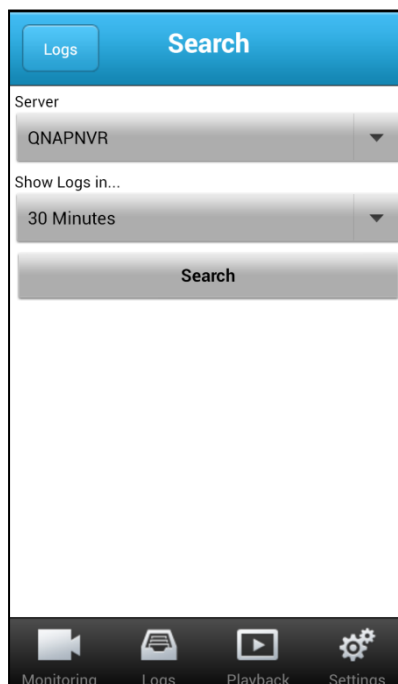 Logs
Search
Server
QNAPNVR
Show Logs in...
30 Minutes
Search
Monitoring
Logs
Playback
Settings